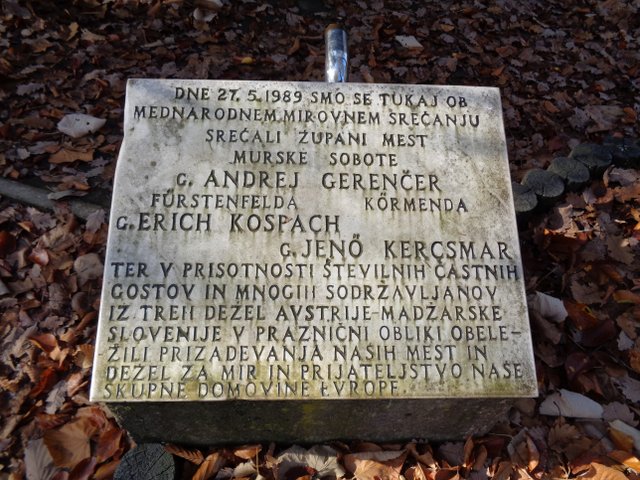 DNE 27.5.1989 SMO SE TUKAJ OB
MEDNARODNEM MIROVNEM SREČANJU
SREČALI ŽUPANI MEST
MURSKE SOBOTE
G. ANDREJ GERENČER
FÜRSTENFELDA KÖRMENDA
G. ERICH KOSPACH
G. JENŐ KERCSMAR
TER V PRISOTNOSTI ŠTEVILNIH ČASTNIH
GOSTOV IN MNOGIH SODRŽAVLJANOV
IZ TREH DEŽEL AVSTRIJE-MADŽARSKE
SLOVENIJE V PRAZNIČNI OBLIKI OBELE-
ŽILI PRIZADEVANJA NAŠIH MEST IN
DEŽEL ZA MIR IN PRIJATELJSTVO NAŠE
SKUPNE DOMOVINE EVROPE.